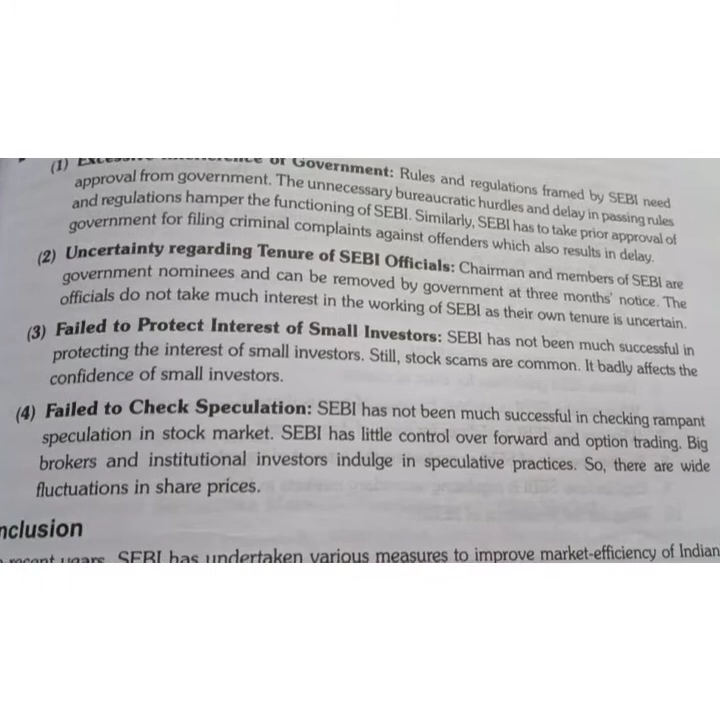 (1) Excessive Interference of Government: Rules and regulations framed by SEBI need
approval from government. The unnecessary bureaucratic hurdles and delay in passing rules
and regulations hamper the functioning of SEBI. Similarly, SEBI has to take prior approval of
government for filing criminal complaints against offenders which also results in delay.
(2) Uncertainty regarding Tenure of SEBI Officials: Chairman and members of SEBI are
government nominees and can be removed by government at three months' notice. The
officials do not take much interest in the working of SEBI as their own tenure is uncertain.
(3) Failed to Protect Interest of Small Investors: SEBI has not been much successful in
protecting the interest of small investors. Still, stock scams are common. It badly affects the
confidence of small investors.
(4) Failed to Check Speculation: SEBI has not been much successful in checking rampant
speculation in stock market. SEBI has little control over forward and option trading. Big
brokers and institutional investors indulge in speculative practices. So, there are wide
fluctuations in share prices.
nclusion
recent years, SEBI has undertaken various measures to improve market-efficiency of Indian